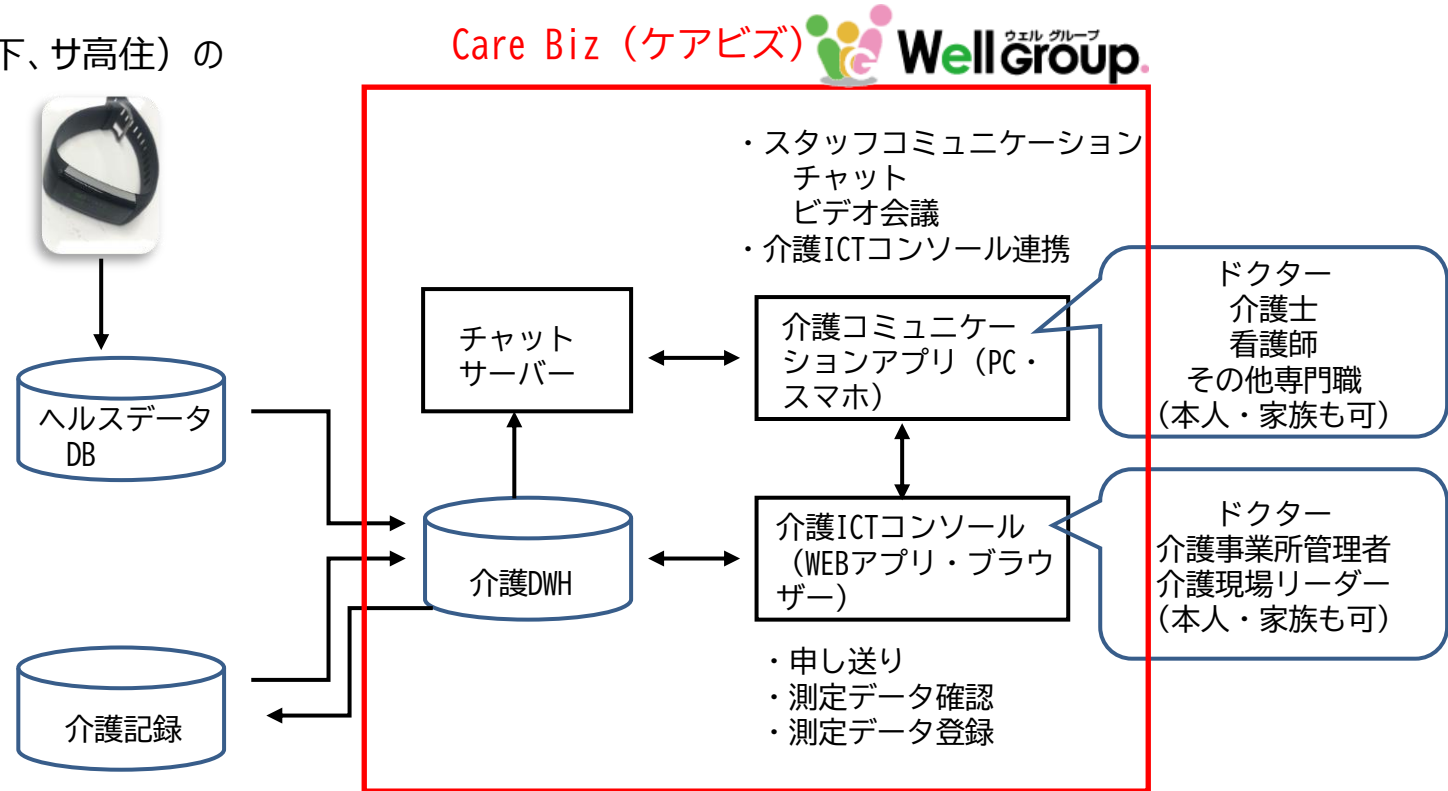 下、サ高住）の
Care Biz（ケアビズ）
ウェル グループ
Well Group.
・スタッフコミュニケーション
チャット
ビデオ会議
・介護ICTコンソール連携
チャット
サーバー
介護コミュニケー
ションアプリ（PC・
スマホ）
ドクター
介護士
看護師
その他専門職
（本人・家族も可）
ヘルスデータ
DB
介護DWH
介護ICTコンソール
（WEBアプリ・ブラウ
ザー）
ドクター
介護事業所管理者
介護現場リーダー
（本人・家族も可）
介護記録
・申し送り
・測定データ確認
・測定データ登録